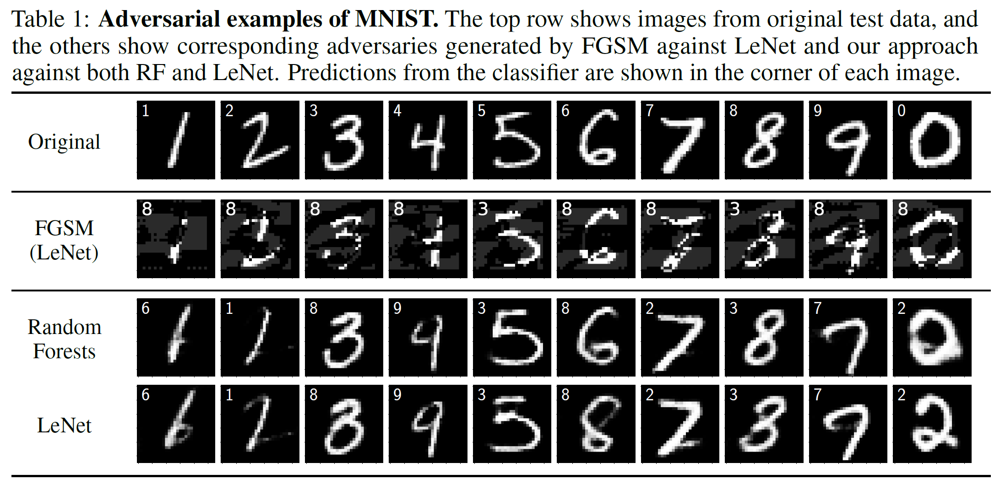 Table 1: Adversarial examples of MNIST. The top row shows images from original test data, and
the others show corresponding adversaries generated by FGSM against LeNet and our approach
against both RF and LeNet. Predictions from the classifier are shown in the corner of each image.
1 2 3 4 5 6 7 8 9 0
Original
8 8 8 8 3 8 8 3 8 8
FGSM
(LeNet)
6 1 8 9 3 8 2 3 7 2
Random
Forests
6 1 8 9 3 8 2 3 7 2
LeNet